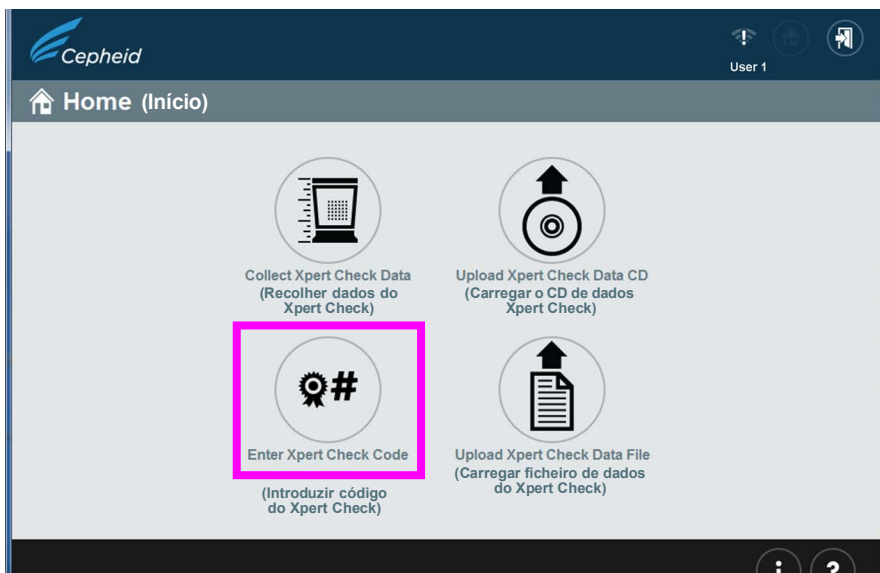 Cepheid
User 1
Home (Início)
Collect Xpert Check Data
(Recolher dados do
Xpert Check)
Upload Xpert Check Data CD
(Carregar o CD de dados
Xpert Check)
#
Enter Xpert Check Code
(Introduzir código
do Xpert Check)
Upload Xpert Check Data File
(Carregar ficheiro de dados
do Xpert Check)
i ?